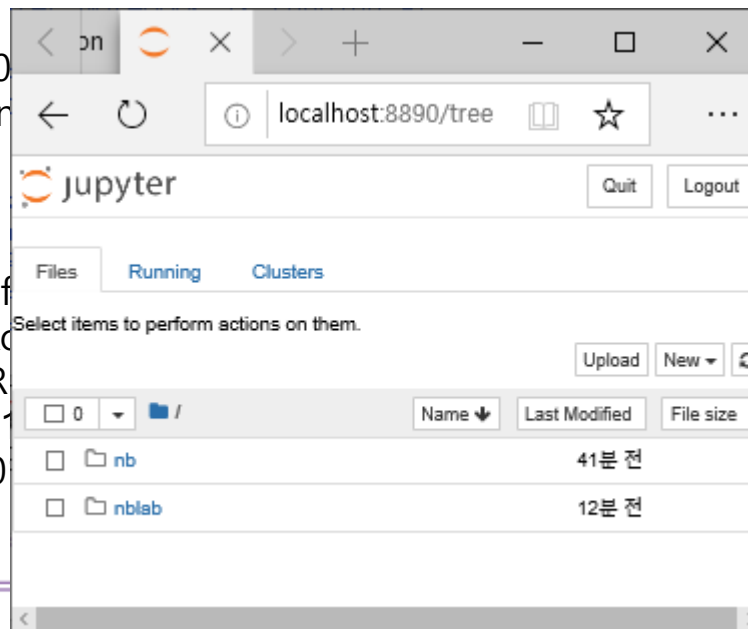 on
localhost:8890/tree
jupyter
Quit Logout
Files Running Clusters
Select items to perform actions on them.
Upload New
0 / Name Last Modified File size
nb 41분 전
nblab 12분 전